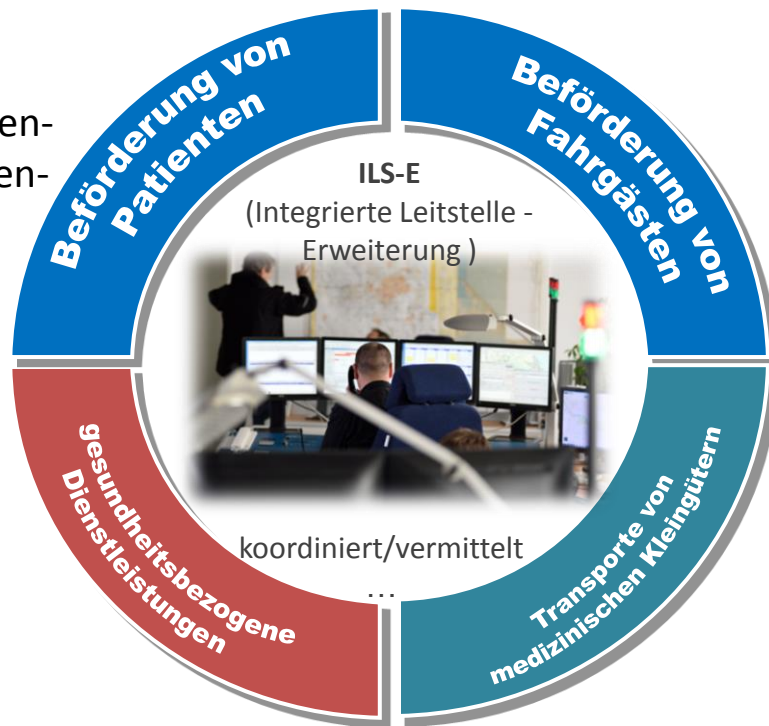 Beförderung von
Patienten
Beförderung von
Fahrgästen
en-
en-
ILS-E
(Integrierte Leitstelle -
Erweiterung )
gesundheitsbezogene
Dienstleistungen
Transporte von
medizinischen Kleingütern
koordiniert/vermittelt
...